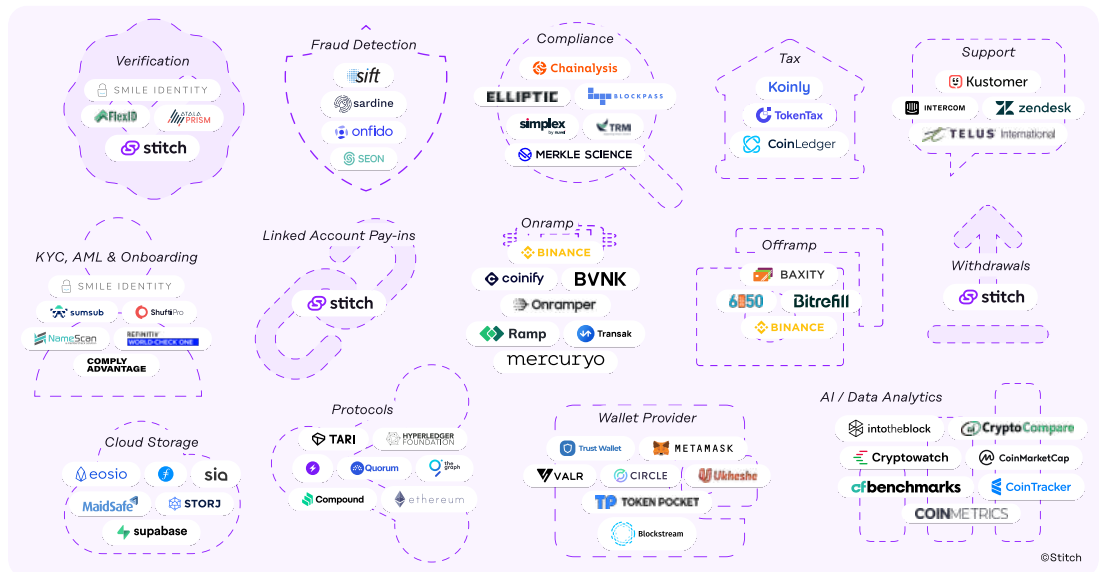 Verification
SMILE IDENTITY
FlexID
ATALA PRISM
stitch
Fraud Detection
sift
sardine
onfido
SEON
Compliance
Chainalysis
ELLIPTIC
BLOCKPASS
simplex
by nuvei
TRM
MERKLE SCIENCE
Tax
Koinly
TokenTax
CoinLedger
Support
Kustomer
INTERCOM
zendesk
TELUS International
KYC, AML & Onboarding
SMILE IDENTITY
sumsub
Shufti Pro
NameScan
REFINITIV
WORLD-CHECK ONE
COMPLY
ADVANTAGE
Linked Account Pay-ins
stitch
Onramp
BINANCE
coinify
BVNK
Onramper
Ramp
Transak
mercuryo
Offramp
BAXITY
Bitrefill
BINANCE
Withdrawals
stitch
Cloud Storage
eosio
sia
MaidSafe
STORJ
supabase
Protocols
TARI
HYPERLEDGER
FOUNDATION
Quorum
the
graph
Compound
ethereum
Wallet Provider
Trust Wallet
METAMASK
VALR
CIRCLE
Ukheshe
TP TOKEN POCKET
Blockstream
AI / Data Analytics
intotheblock
CryptoCompare
Cryptowatch
CoinMarketCap
cfbenchmarks
CoinTracker
COINMETRICS
©Stitch